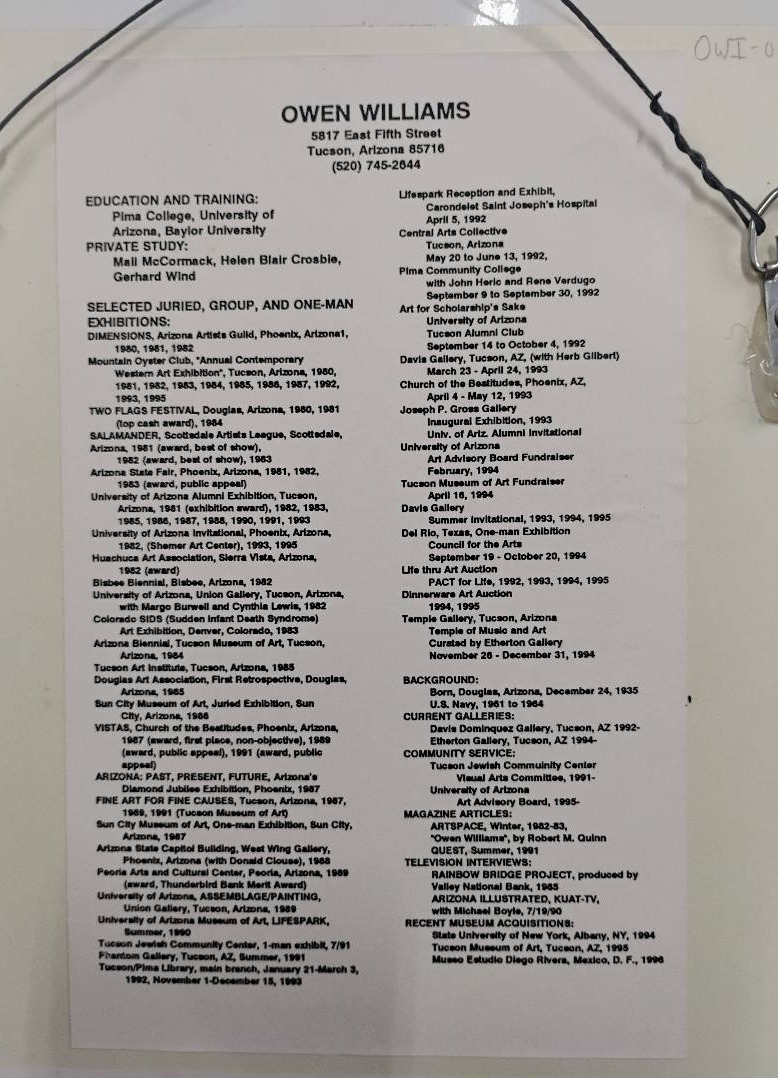 OWI-0
OWEN WILLIAMS
5817 East Fifth Street
Tucson, Arizona 85716
(520) 745-2644
EDUCATION AND TRAINING:
Pima College, University of
Arizona, Baylor University
PRIVATE STUDY:
Mail McCormack, Helen Blair Crosbie,
Gerhard Wind
SELECTED JURIED, GROUP, AND ONE-MAN
EXHIBITIONS:
DIMENSIONS, Arizona Artists Guild, Phoenix, Arizona1,
1980, 1981, 1982
Mountain Oyster Club, "Annual Contemporary
Western Art Exhibition", Tucson, Arizona, 1980,
1981, 1982, 1983, 1984, 1985, 1986, 1987, 1992,
1993, 1995
TWO FLAGS FESTIVAL, Douglas, Arizona, 1980, 1981
(top cash award), 1984
SALAMANDER, Scottsdale Artists League, Scottsdale,
Arizona, 1981 (award, best of show),
1982 (award, best of show), 1983
Arizona State Fair, Phoenix, Arizona, 1981, 1982,
1983 (award, public appeal)
University of Arizona Alumni Exhibition, Tucson,
Arizona, 1981 (exhibition award), 1982, 1983,
1985, 1986, 1987, 1988, 1990, 1991, 1993
University of Arizona Invitational, Phoenix, Arizona,
1982, (Shemer Art Center), 1993, 1995
Huachuca Art Association, Sierra Vista, Arizona,
1982 (award)
Bisbee Biennial, Bisbee, Arizona, 1982
University of Arizona, Union Gallery, Tucson, Arizona,
with Margo Burwell and Cynthia Lewis, 1982
Colorado SIDS (Sudden Infant Death Syndrome)
Art Exhibition, Denver, Colorado, 1983
Arizona Biennial, Tucson Museum of Art, Tucson,
Arizona, 1984
Tucson Art Institute, Tucson, Arizona, 1985
Douglas Art Association, First Retrospective, Douglas,
Arizona, 1985
Sun City Museum of Art, Juried Exhibition, Sun
City, Arizona, 1986
VISTAS, Church of the Beatitudes, Phoenix, Arizona,
1987 (award, first place, non-objective), 1989
(award, public appeal), 1991 (award, public
appeal)
ARIZONA: PAST, PRESENT, FUTURE, Arizona's
Diamond Jubilee Exhibition, Phoenix, 1987
FINE ART FOR FINE CAUSES, Tucson, Arizona, 1987,
1989, 1991 (Tucson Museum of Art)
Sun City Museum of Art, One-man Exhibition, Sun City,
Arizona, 1987
Arizona State Capitol Building, West Wing Gallery,
Phoenix, Arizona (with Donald Clouse), 1988
Peoria Arts and Cultural Center, Peoria, Arizona, 1989
(award, Thunderbird Bank Merit Award)
University of Arizona, ASSEMBLAGE/PAINTING,
Union Gallery, Tucson, Arizona, 1989
University of Arizona Museum of Art, LIFESPARK,
Summer, 1990
Tucson Jewish Community Center, 1-man exhibit, 7/91
Phantom Gallery, Tucson, AZ, Summer, 1991
Tucson/Pima Library, main branch, January 21-March 3,
1992, November 1-December 15, 1993
Lifespark Reception and Exhibit,
Carondelet Saint Joseph's Hospital
April 5, 1992
Central Arts Collective
Tucson, Arizona
May 20 to June 13, 1992,
Pima Community College
with John Heric and Rene Verdugo
September 9 to September 30, 1992
Art for Scholarship's Sake
University of Arizona
Tucson Alumni Club
September 14 to October 4, 1992
Davis Gallery, Tucson, AZ, (with Herb Gilbert)
March 23 - April 24, 1993
Church of the Beatitudes, Phoenix, AZ,
April 4 - May 12, 1993
Joseph P. Gross Gallery
Inaugural Exhibition, 1993
Univ. of Ariz. Alumni Invitational
University of Arizona
Art Advisory Board Fundraiser
February, 1994
Tucson Museum of Art Fundraiser
April 16, 1994
Davis Gallery
Summer Invitational, 1993, 1994, 1995
Del Rio, Texas, One-man Exhibition
Council for the Arts
September 19 - October 20, 1994
Life thru Art Auction
PACT for Life, 1992, 1993, 1994, 1995
Dinnerware Art Auction
1994, 1995
Temple Gallery, Tucson, Arizona
Temple of Music and Art
Curated by Etherton Gallery
November 26 - December 31, 1994
BACKGROUND:
Born, Douglas, Arizona, December 24, 1935
U.S. Navy, 1961 to 1964
CURRENT GALLERIES:
Davis Dominquez Gallery, Tucson, AZ 1992-
Etherton Gallery, Tucson, AZ 1994-
COMMUNITY SERVICE:
Tucson Jewish Commuinity Center
Visual Arts Committee, 1991-
University of Arizona
Art Advisory Board, 1995-
MAGAZINE ARTICLES:
ARTSPACE, Winter, 1982-83,
"Owen Williams", by Robert M. Quinn
QUEST, Summer, 1991
TELEVISION INTERVIEWS:
RAINBOW BRIDGE PROJECT, produced by
Valley National Bank, 1985
ARIZONA ILLUSTRATED, KUAT-TV,
with Michael Boyle, 7/19/90
RECENT MUSEUM ACQUISITIONS:
State University of New York, Albany, NY, 1994
Tucson Museum of Art, Tucson, AZ, 1995
Museo Estudio Diego Rivera, Mexico, D. F., 1996